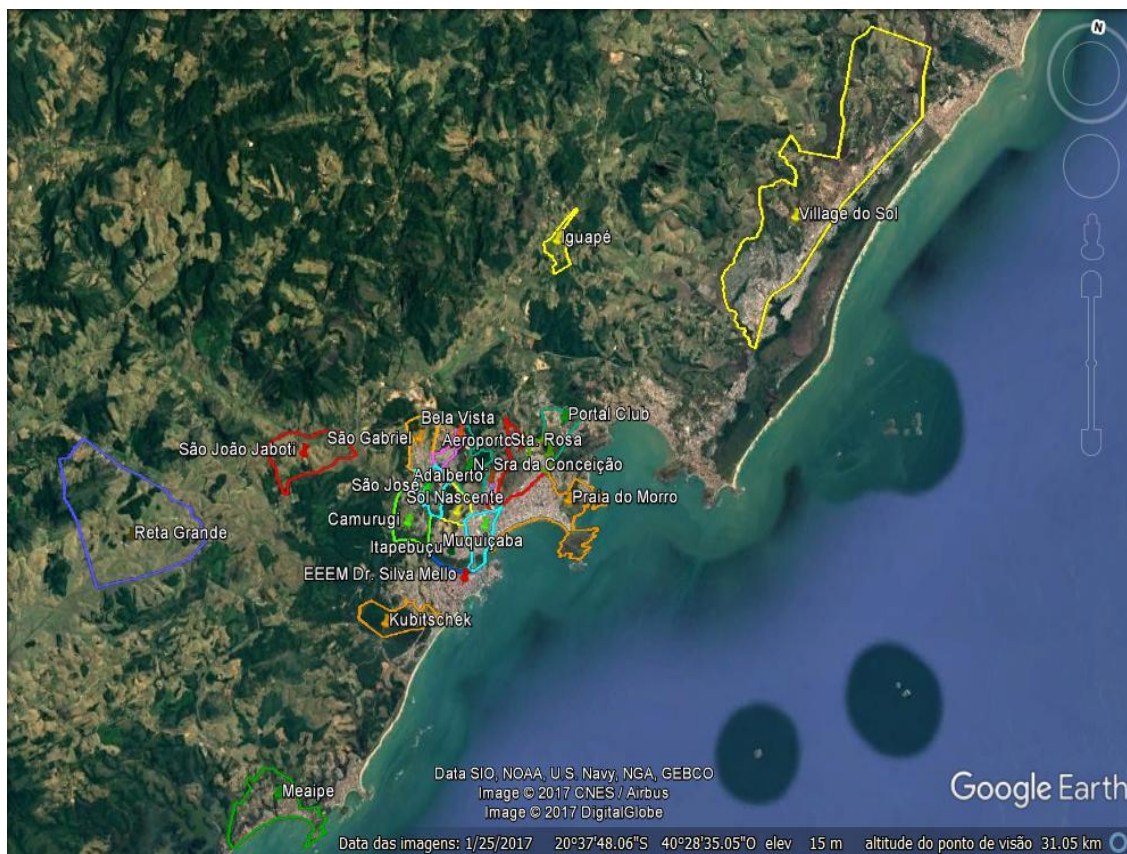 N
Village do Sol
Iguapé
Bela Vista
Portal Club
São João Jaboti
São Gabriel
Aeroporto
Sta. Rosa
Adalberto
N. Sra da Conceição
São José
Sol Nascente
Praia do Morro
Reta Grande
Camurugi
Itapebuçu
Muquiçaba
EEEM Dr. Silva Mello
Kubitschek
Meaipe
Data SIO, NOAA, U.S. Navy, NGA, GEBCO
Image © 2017 CNES / Airbus
Image © 2017 DigitalGlobe
Google Earth
Data das imagens: 1/25/2017 20°37'48.06"S 40°28'35.05"O elev 15 m altitude do ponto de visão 31.05 km